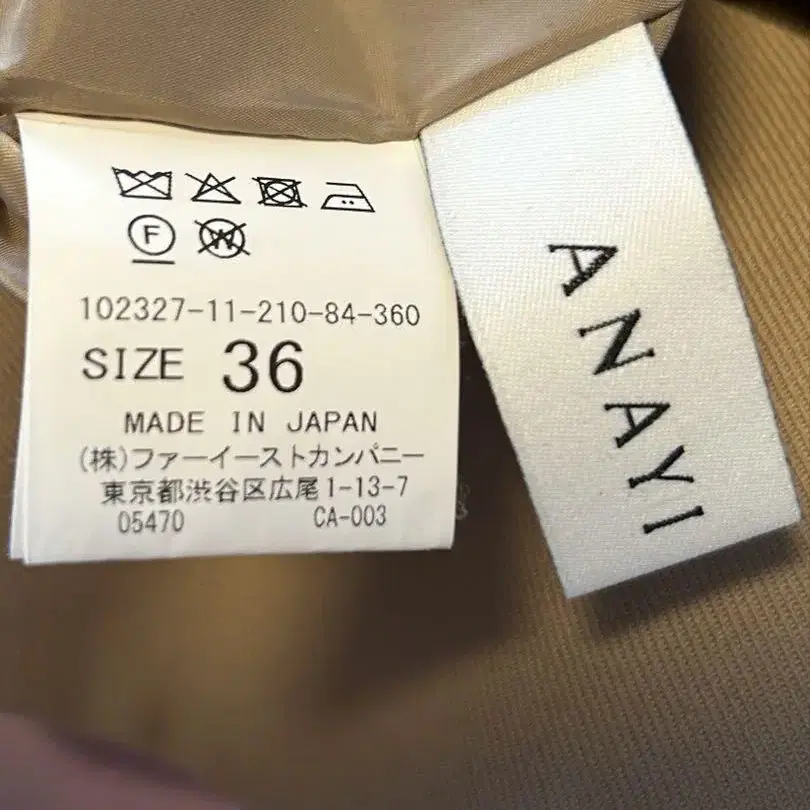 F W
102327-11-210-84-360
SIZE 36
MADE IN JAPAN
(株)ファーイーストカンパニー
東京都渋谷区広尾1-13-7
05470 CA-003
ANAYI